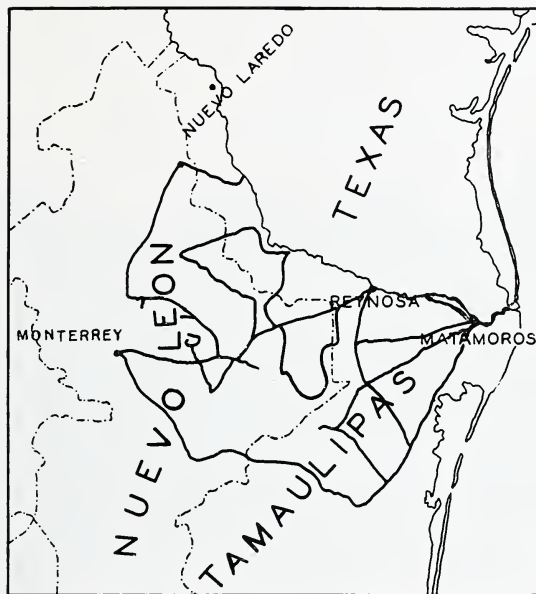 NUEVO LAREDO
TEXAS
REYNOSA
MATAMOROS
MONTERREY
NUEVO LEON
TAMAULIPAS